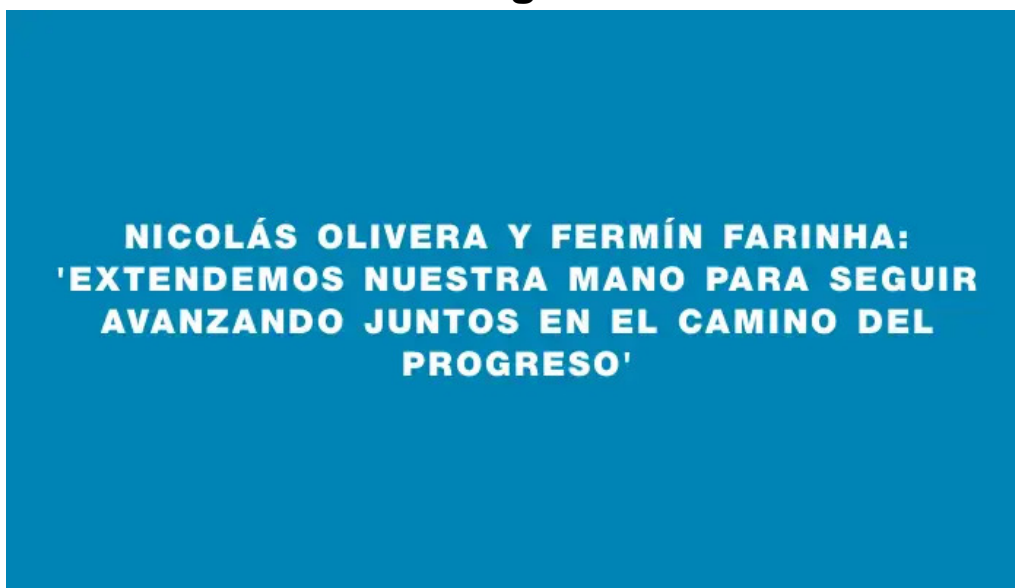 NICOLÁS OLIVERA Y FERMÍN FARINHA:
'EXTENDEMOS NUESTRA MANO PARA SEGUIR
AVANZANDO JUNTOS EN EL CAMINO DEL
PROGRESO'